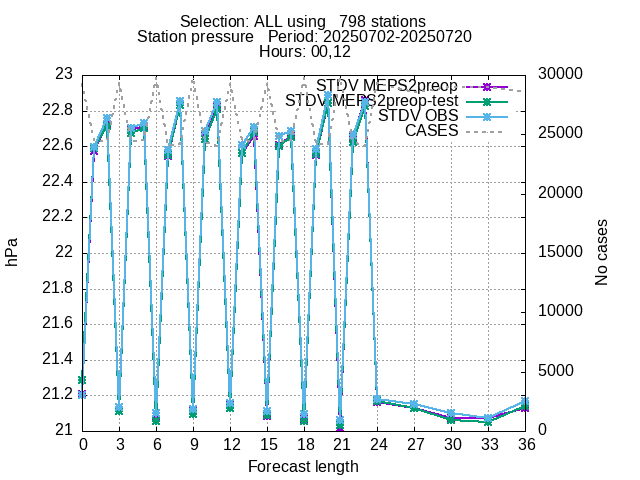 Selection: ALL using   798 stations
Station pressure   Period: 20250702-20250720
Hours: 00,12
STDV MEPS2preop
STDV MEPS2preop-test
STDV OBS
CASES
23
22.8
22.6
22.4
22.2
22
21.8
21.6
21.4
21.2
21
hPa
30000
25000
20000
15000
10000
5000
0
No cases
0 3 6 9 12 15 18 21 24 27 30 33 36
Forecast length